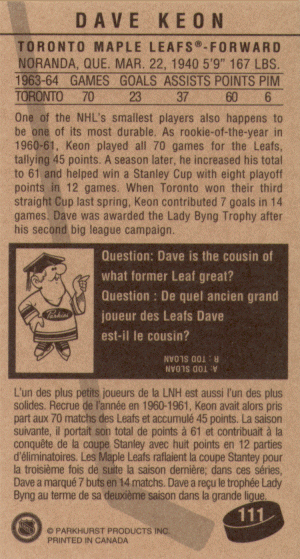 DAVE KEON
TORONTO MAPLE LEAFS®-FORWARD
NORANDA, QUE. MAR. 22, 1940 5'9" 167 LBS.
1963-64 GAMES GOALS ASSISTS POINTS PIM
TORONTO 70 23 37 60 6
One of the NHL's smallest players also happens to
be one of its most durable. As rookie-of-the-year in
1960-61, Keon played all 70 games for the Leafs,
tallying 45 points. A season later, he increased his total
to 61 and helped win a Stanley Cup with eight playoff
points in 12 games. When Toronto won their third
straight Cup last spring, Keon contributed 7 goals in 14
games. Dave was awarded the Lady Byng Trophy after
his second big league campaign.
Question: Dave is the cousin of
what former Leaf great?
Question : De quel ancien grand
joueur des Leafs Dave
est-il le cousin?
Parkies
A: TOD SLOAN
R : TOD SLOAN
L'un des plus petits joueurs de la LNH est aussi l'un des plus
solides. Recrue de l'année en 1960-1961, Keon avait alors pris
part aux 70 matchs des Leafs et accumulé 45 points. La saison
suivante, il portait son total de points à 61 et contribuait à la
conquête de la coupe Stanley avec huit points en 12 parties
d'éliminatoires. Les Maple Leafs raflaient la coupe Stantey pour
la troisième fois de suite la saison dernière; dans ces séries,
Dave a marqué 7 buts en 14 matchs. Dave a reçu le trophée Lady
Byng au terme de sa deuxième saison dans la grande ligue.
111
© PARKHURST PRODUCTS INC.
PRINTED IN CANADA